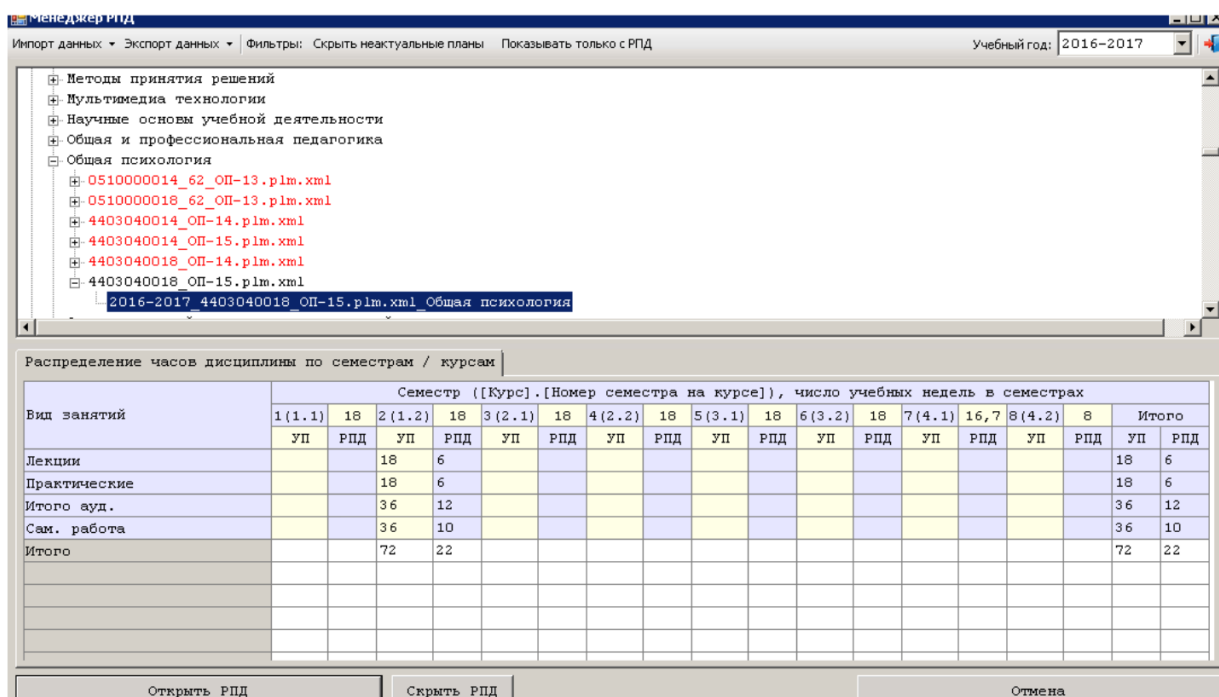 Менеджер РПД
Импорт данных Экспорт данных Фильтры: Скрыть неактуальные планы Показывать только с РПД Учебный год: 2016-2017
Методы принятия решений
Мультимедиа технологии
Научные основы учебной деятельности
Общая и профессиональная педагогика
Общая психология
0510000014_62_ОП-13.plm.xml
0510000018_62_ОП-13.plm.xml
4403040014_ОП-14.plm.xml
4403040014_ОП-15.plm.xml
4403040018_ОП-14.plm.xml
4403040018_ОП-15.plm.xml
2016-2017_4403040018_ОП-15.plm.xml_Общая психология
Распределение часов дисциплины по семестрам / курсам
Семестр ([Курс].[Номер семестра на курсе]), число учебных недель в семестрах
Вид занятий 1(1.1) 18 2(1.2) 18 3(2.1) 18 4(2.2) 18 5(3.1) 18 6(3.2) 18 7(4.1) 16,7 8(4.2) 8 Итого
УП РПД УП РПД УП РПД УП РПД УП РПД УП РПД УП РПД УП РПД УП РПД
Лекции 18 6 18 6
Практические 18 6 18 6
Итого ауд. 36 12 36 12
Сам. работа 36 10 36 10
Итого 72 22 72 22
Открыть РПД Скрыть РПД Отмена